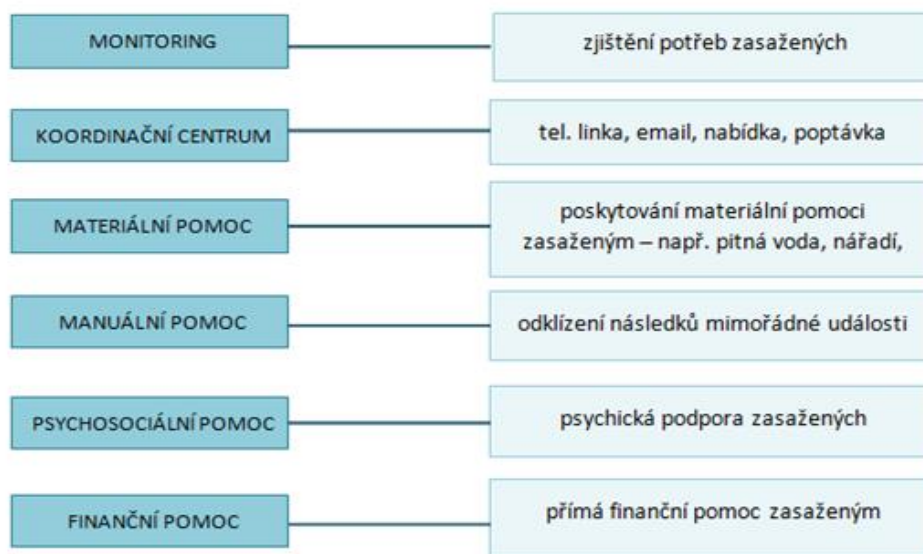 MONITORING
zjištění potřeb zasažených
KOORDINAČNÍ CENTRUM
tel. linka, email, nabídka, poptávka
MATERIÁLNÍ POMOC
poskytování materiální pomoci
zasaženým – např. pitná voda, nářadí,
MANUÁLNÍ POMOC
odklízení následků mimořádné události
PSYCHOSOCIÁLNÍ POMOC
psychická podpora zasažených
FINANČNÍ POMOC
přímá finanční pomoc zasaženým